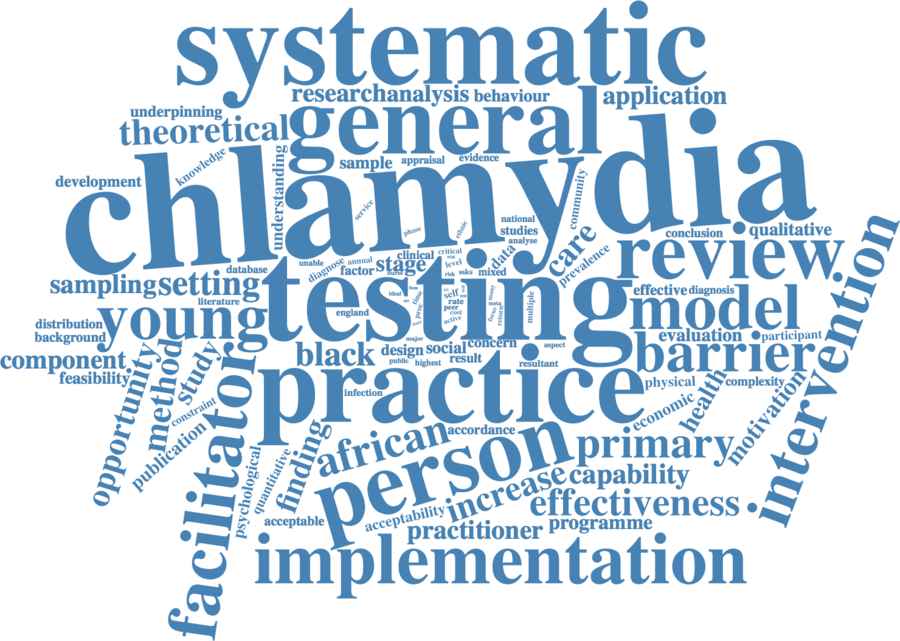 systematic
researchanalysis behaviour application
underpinning
theoretical general
knowledge understanding sample appraisal evidence
development chlamydia
service phase ethnic community
national studies analyse
conclusion qualitative
care review
unable annual clinical critical data prevalence
database diagnose factor stage level mixed
risk
sampling setting testing
literature
effective diagnosis
england self rate peer cost active multiple
young model
distribution
background
evaluation participant
major concern aspect
component black design social barrier intervention
public highest result resultant
feasibility
opportunity method study facilitator practice
physical complexity
infection
constraint economic health motivation
publication african accordance
psychological quantitative finding person primary
increase capability
acceptable acceptability effectiveness
practitioner programme
implementation